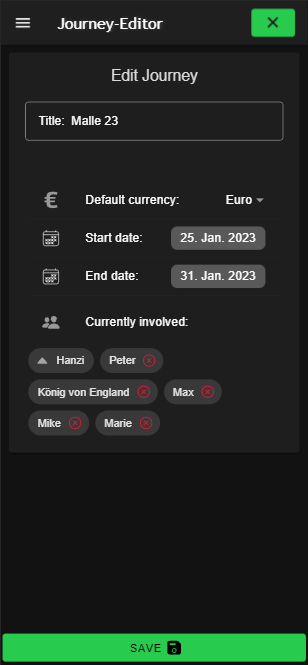 Journey-Editor
Edit Journey
Title: Malle 23
Default currency: Euro
Start date: 25. Jan. 2023
End date: 31. Jan. 2023
Currently involved:
Hanzi Peter
König von England Max
Mike Marie
SAVE